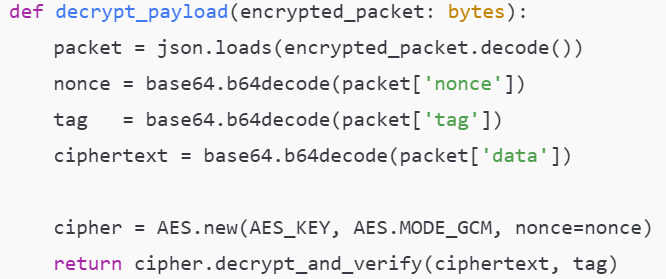 def decrypt_payload(encrypted_packet: bytes):
    packet = json.loads(encrypted_packet.decode())
    nonce = base64.b64decode(packet['nonce'])
    tag   = base64.b64decode(packet['tag'])
    ciphertext = base64.b64decode(packet['data'])

    cipher = AES.new(AES_KEY, AES.MODE_GCM, nonce=nonce)
    return cipher.decrypt_and_verify(ciphertext, tag)